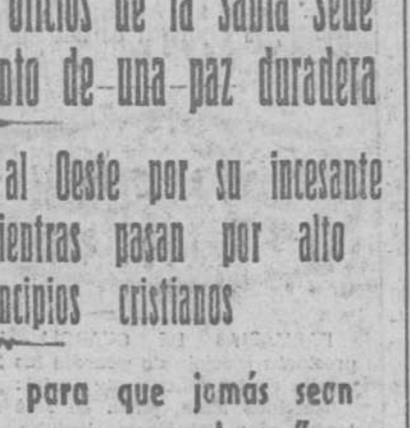 oficios de la Santa Sede
nto de una paz duradera
al Oeste por su incesante
ientras pasan por alto
ncipios cristianos
para que jamás sean